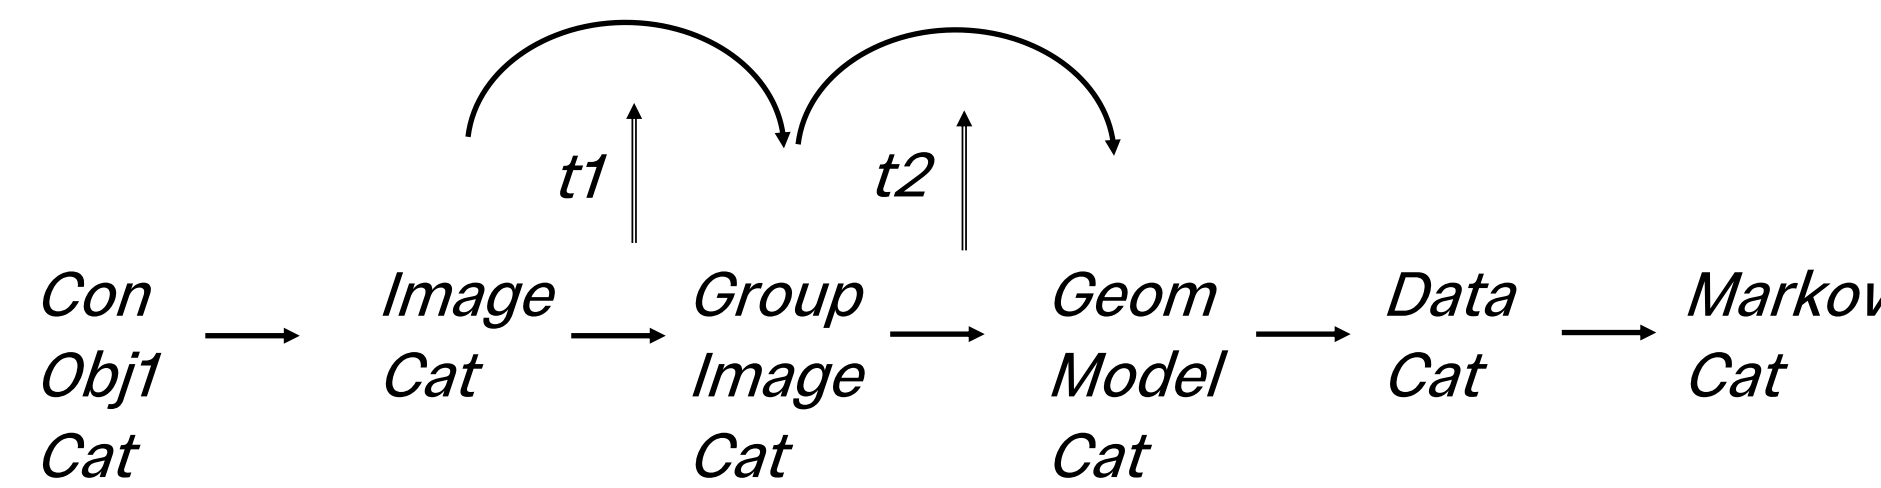 t1
t2
Con
Obj1
Cat
Image
Cat
Group
Image
Cat
Geom
Model
Cat
Data
Cat
Markov
Cat